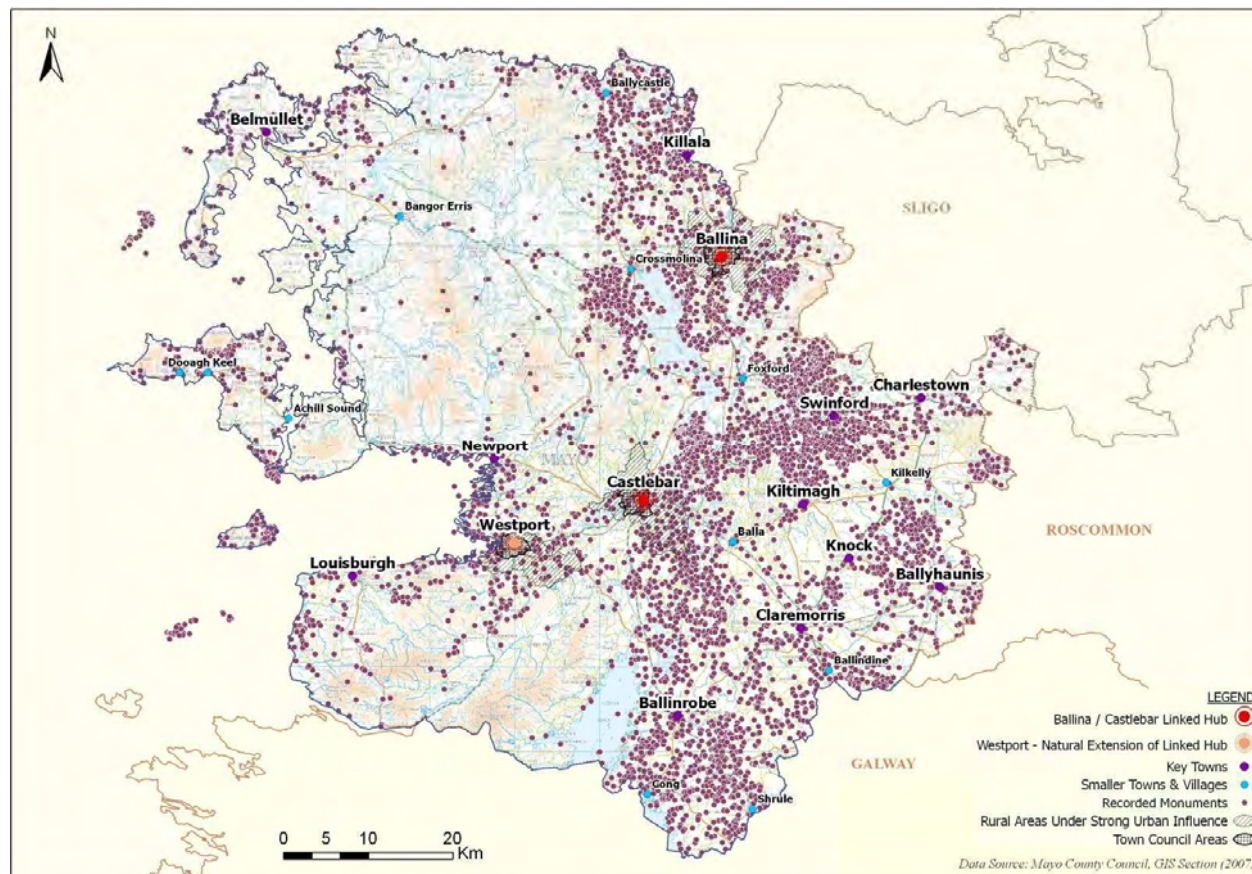 N
Ballycastle
Belmullet
Killala
Bangor Erris
SLIGO
Ballina
Crossmolina
Dooagh Keel
Foxford
Charlestown
Swinford
Achill Sound
Newport
MAYO
Kilkelly
Castlebar
Kiltimagh
Westport
Balla
ROSCOMMON
Knock
Louisburgh
Ballyhaunis
Claremorris
Ballindine
Ballinrobe
GALWAY
Cong
Shrule
LEGEND
Ballina / Castlebar Linked Hub
Westport - Natural Extension of Linked Hub
Key Towns
Smaller Towns & Villages
Recorded Monuments
Rural Areas Under Strong Urban Influence
Town Council Areas
0 5 10 20
Km
Data Source: Mayo County Council, GIS Section (2007)